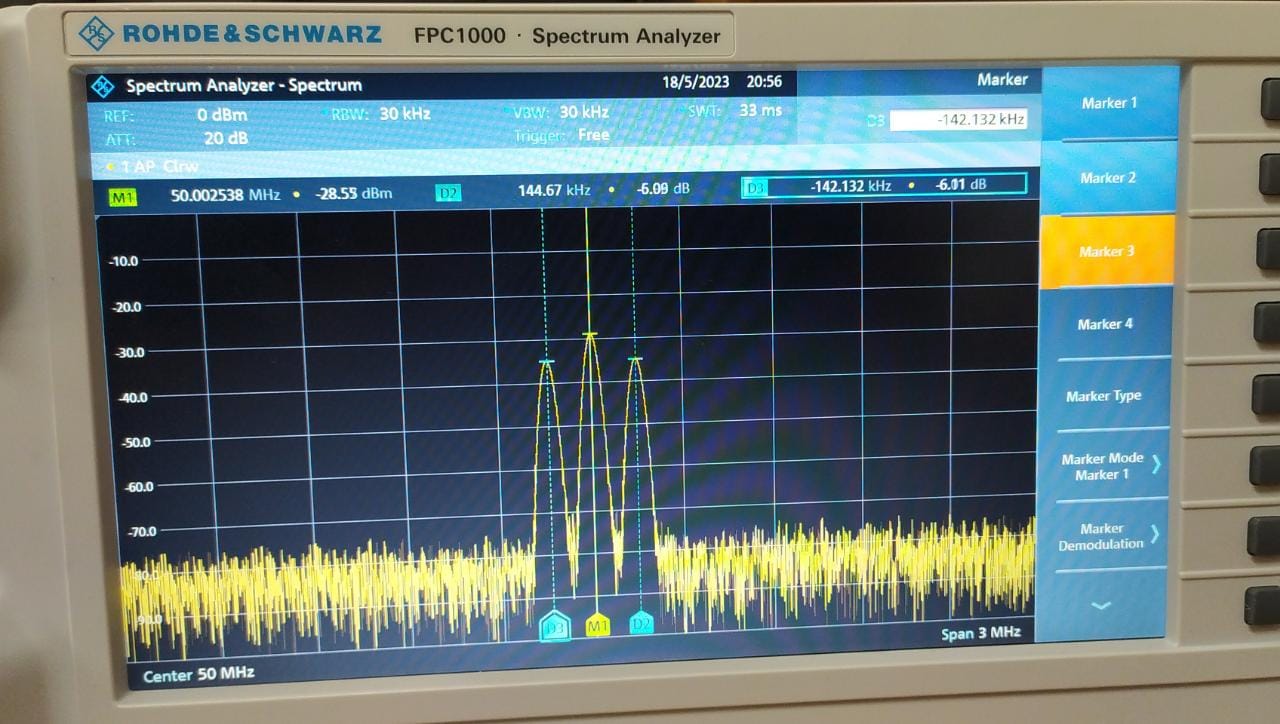 ROHDE&SCHWARZ FPC1000 · Spectrum Analyzer
Spectrum Analyzer - Spectrum 18/5/2023 20:56 Marker
REF: 0 dBm RBW: 30 kHz VBW: 30 kHz SWT: 33 ms D3 -142.132 kHz
ATT: 20 dB Trigger: Free
• 1 AP Clrw
M1 50.002538 MHz • -28.55 dBm D2 144.67 kHz • -6.09 dB D3 -142.132 kHz • -6.01 dB
-10.0
-20.0
-30.0
-40.0
-50.0
-60.0
-70.0
-80.0
-90.0
D3 M1 D2
Center 50 MHz Span 3 MHz
Marker 1
Marker 2
Marker 3
Marker 4
Marker Type
Marker Mode
Marker 1
Marker
Demodulation